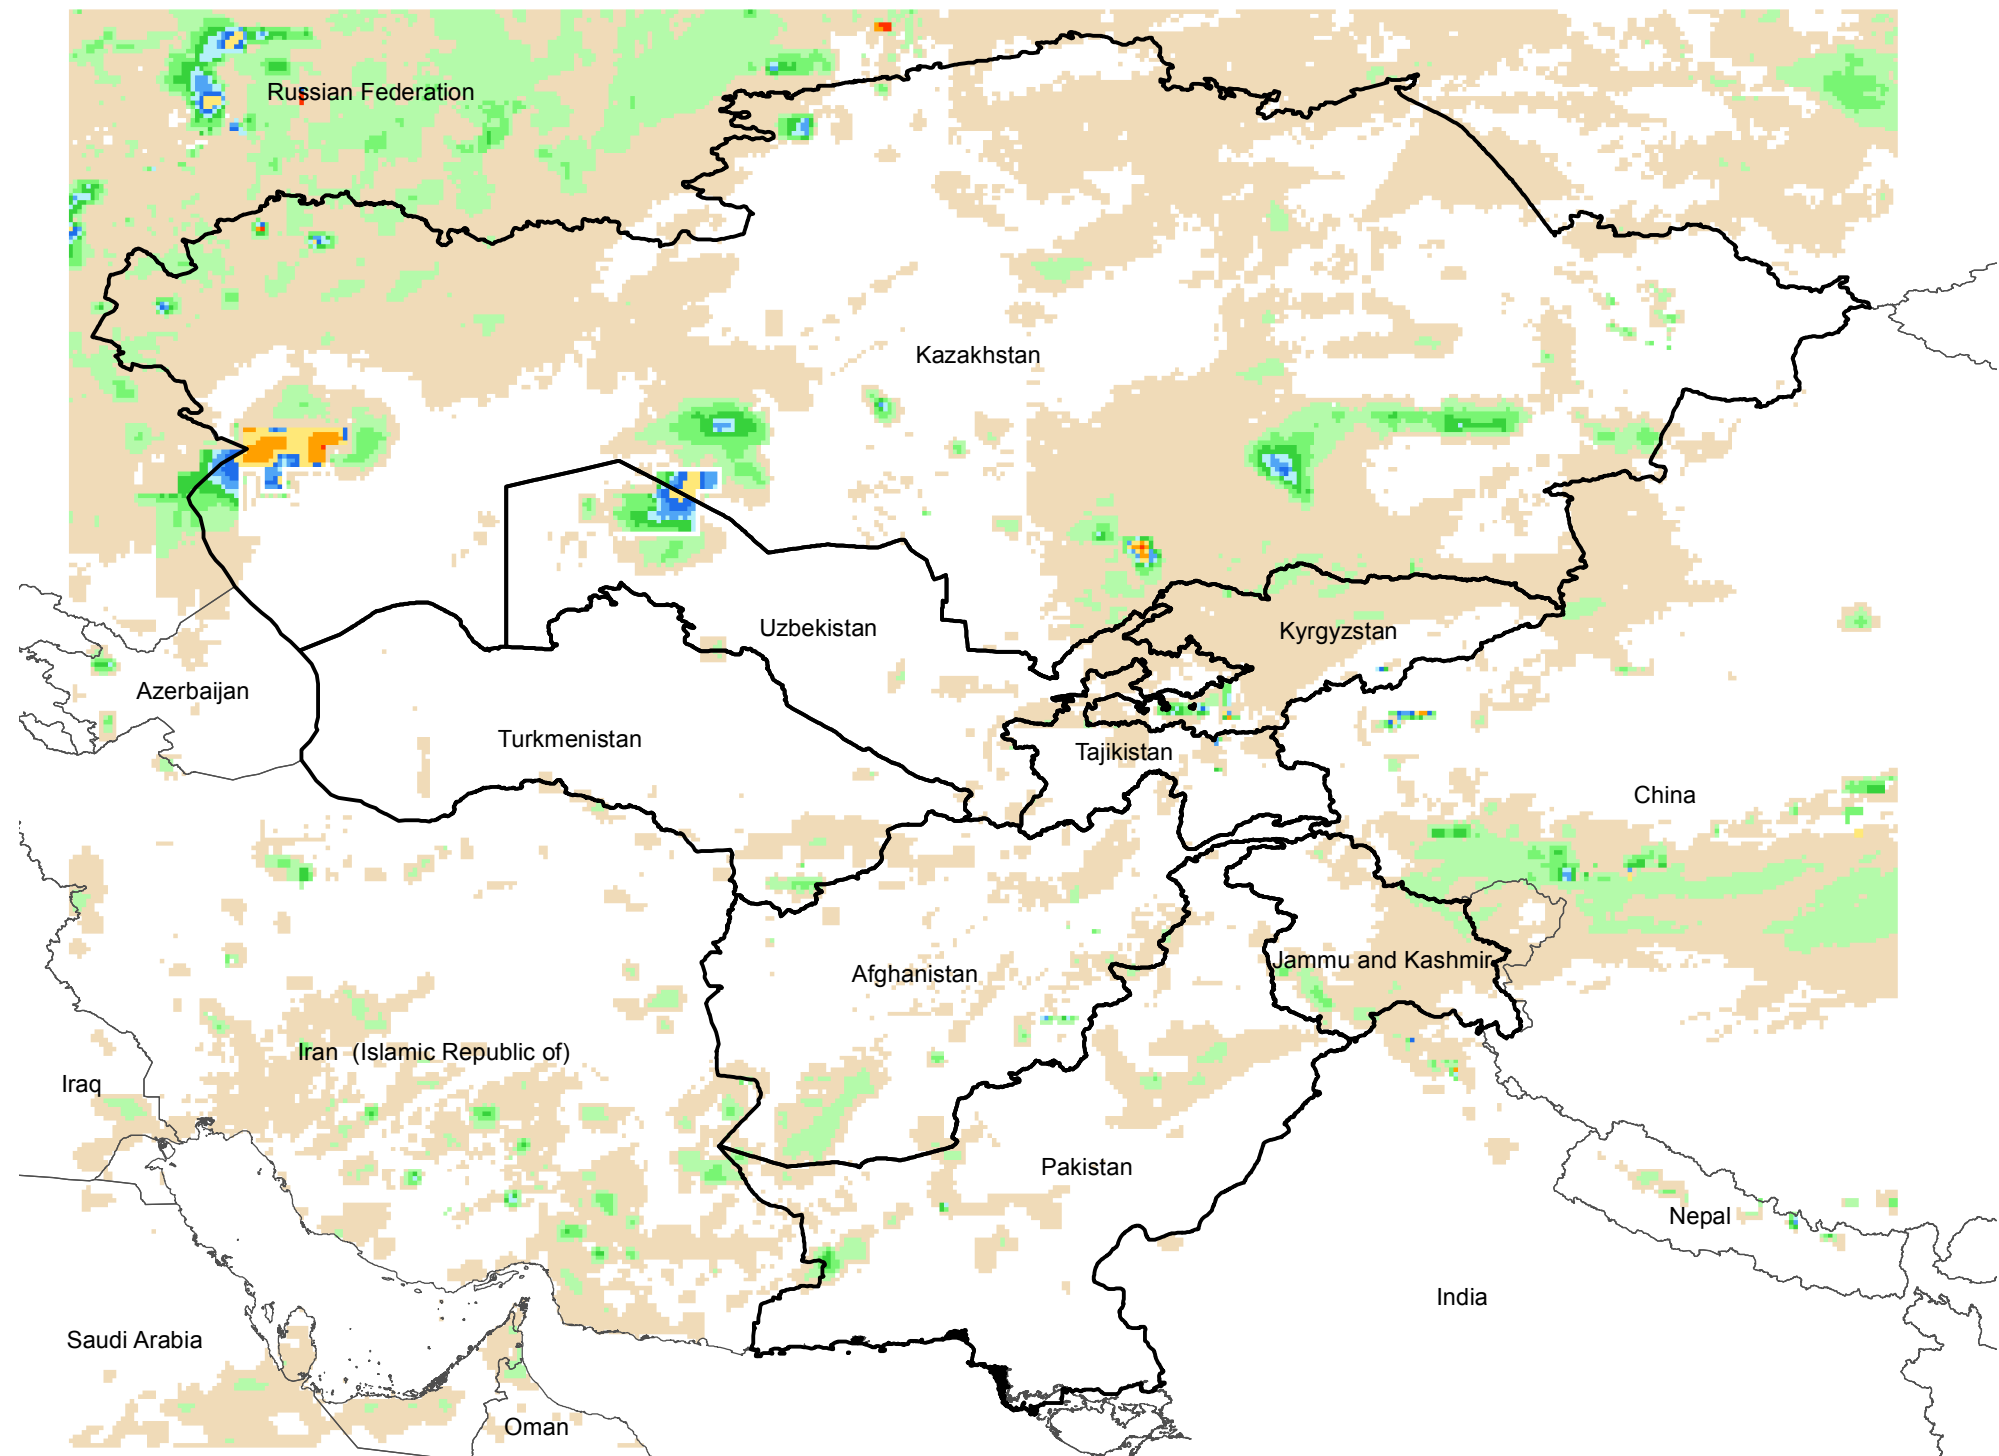 Russian Federation
Kazakhstan
Uzbekistan
Kyrgyzstan
Azerbaijan
Turkmenistan
Tajikistan
China
Afghanistan
Jammu and Kashmir
Iran (Islamic Republic of)
Iraq
Pakistan
Nepal
India
Saudi Arabia
Oman